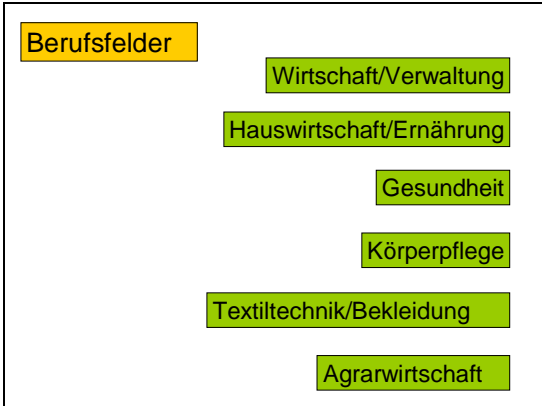 Berufsfelder
Wirtschaft/Verwaltung
Hauswirtschaft/Ernährung
Gesundheit
Körperpflege
Textiltechnik/Bekleidung
Agrarwirtschaft